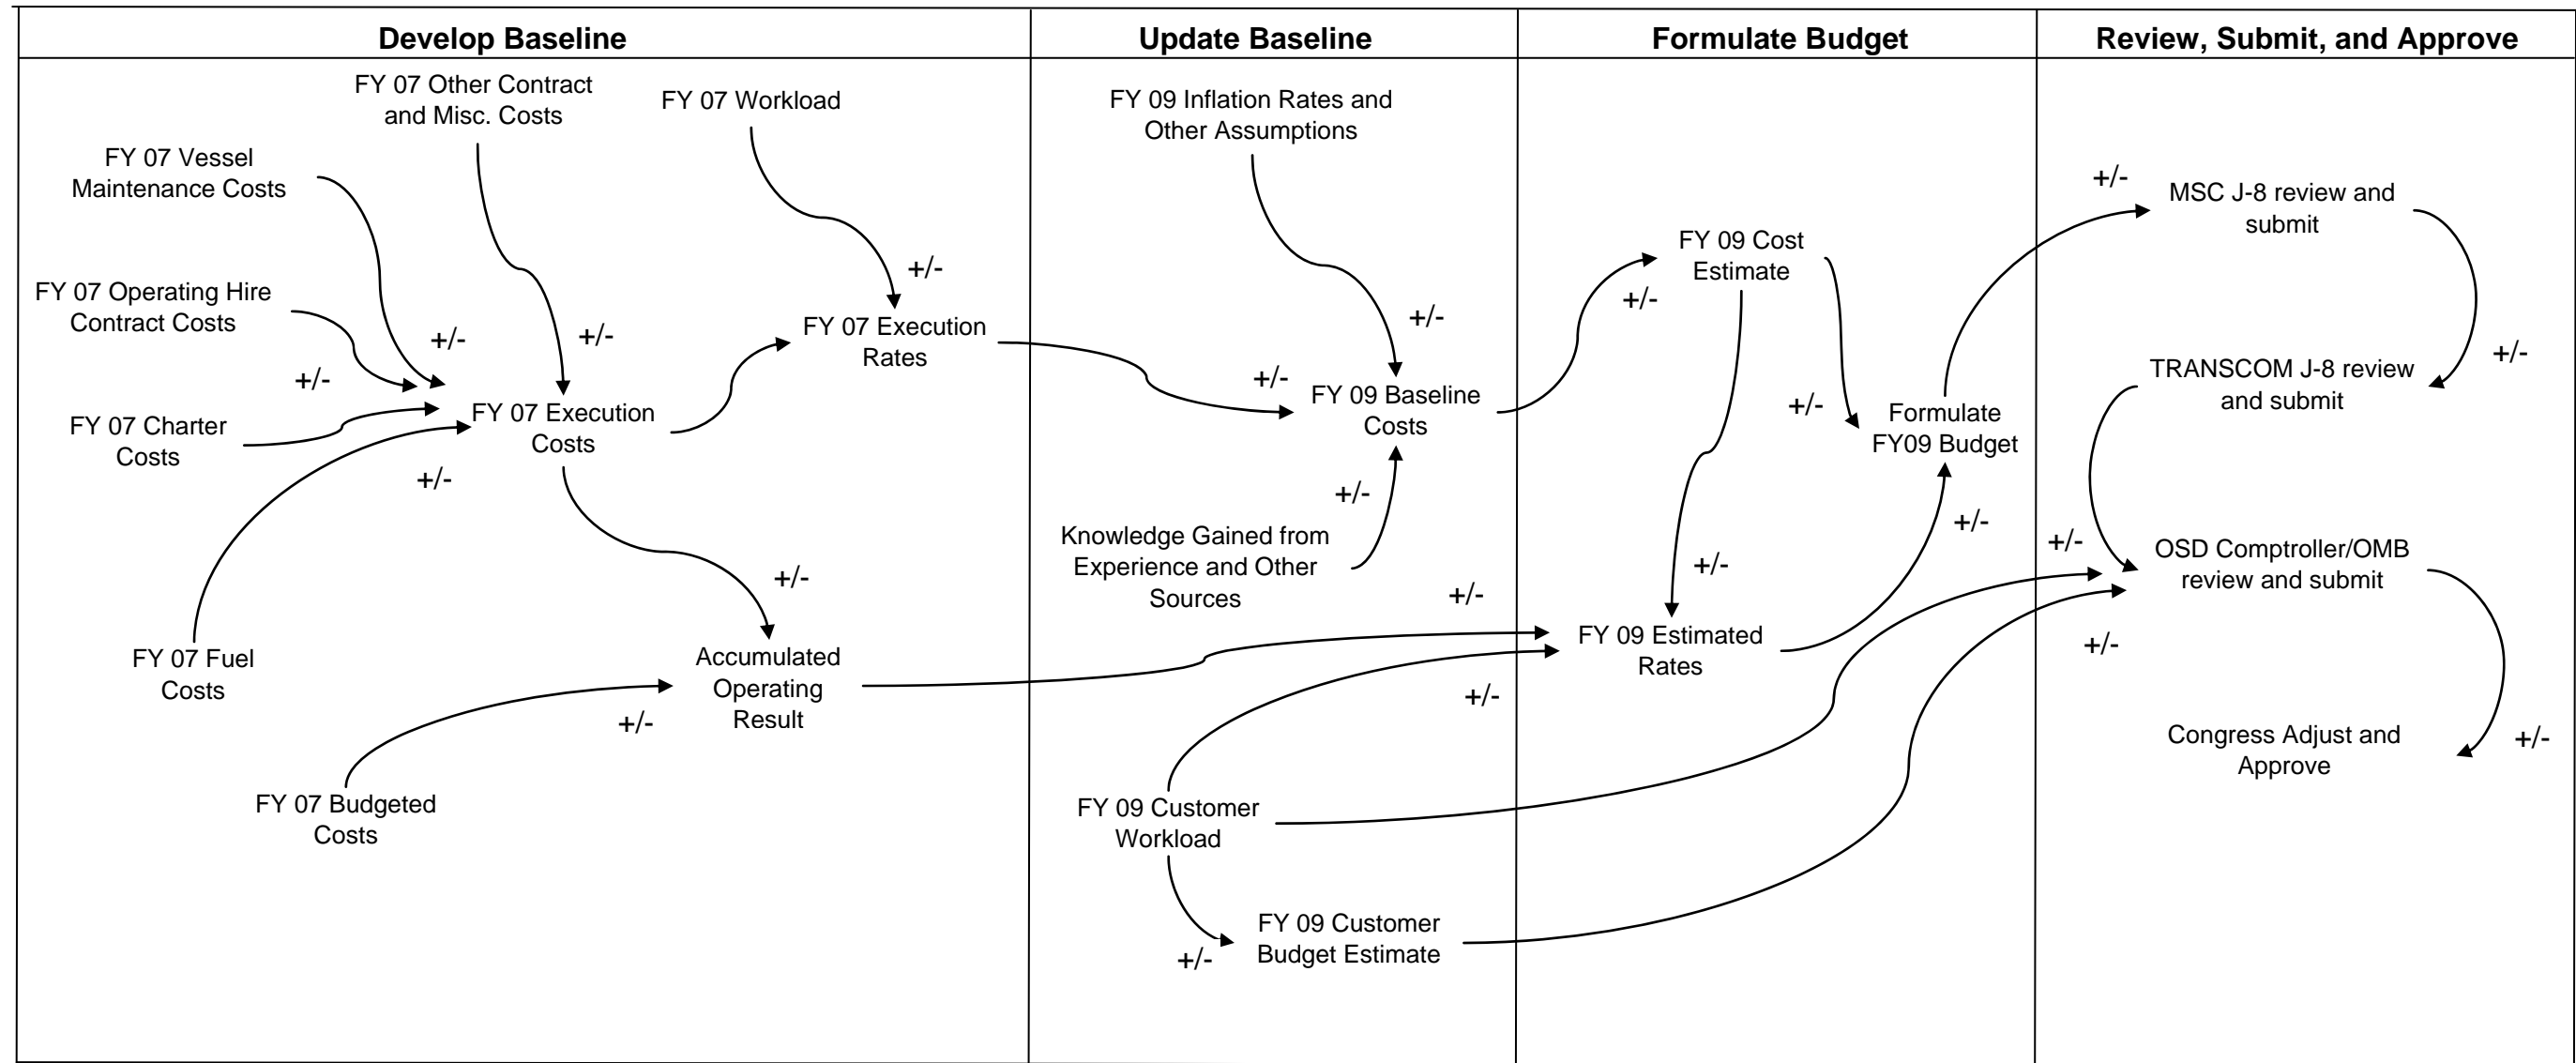 Develop Baseline
Update Baseline
Formulate Budget
Review, Submit, and Approve
FY 07 Other Contract
and Misc. Costs
FY 07 Workload
FY 07 Vessel
Maintenance Costs
FY 07 Operating Hire
Contract Costs
+/-
+/-
+/-
+/-
FY 07 Execution
Rates
FY 07 Charter
Costs
FY 07 Execution
Costs
+/-
+/-
FY 07 Fuel
Costs
Accumulated
Operating
Result
+/-
FY 07 Budgeted
Costs
FY 09 Inflation Rates and
Other Assumptions
+/-
+/-
FY 09 Baseline
Costs
+/-
Knowledge Gained from
Experience and Other
Sources
+/-
+/-
FY 09 Customer
Workload
FY 09 Customer
Budget Estimate
+/-
FY 09 Cost
Estimate
+/-
+/-
Formulate
FY09 Budget
+/-
+/-
FY 09 Estimated
Rates
+/-
MSC J-8 review and
submit
+/-
TRANSCOM J-8 review
and submit
+/-
OSD Comptroller/OMB
review and submit
+/-
Congress Adjust and
Approve
+/-